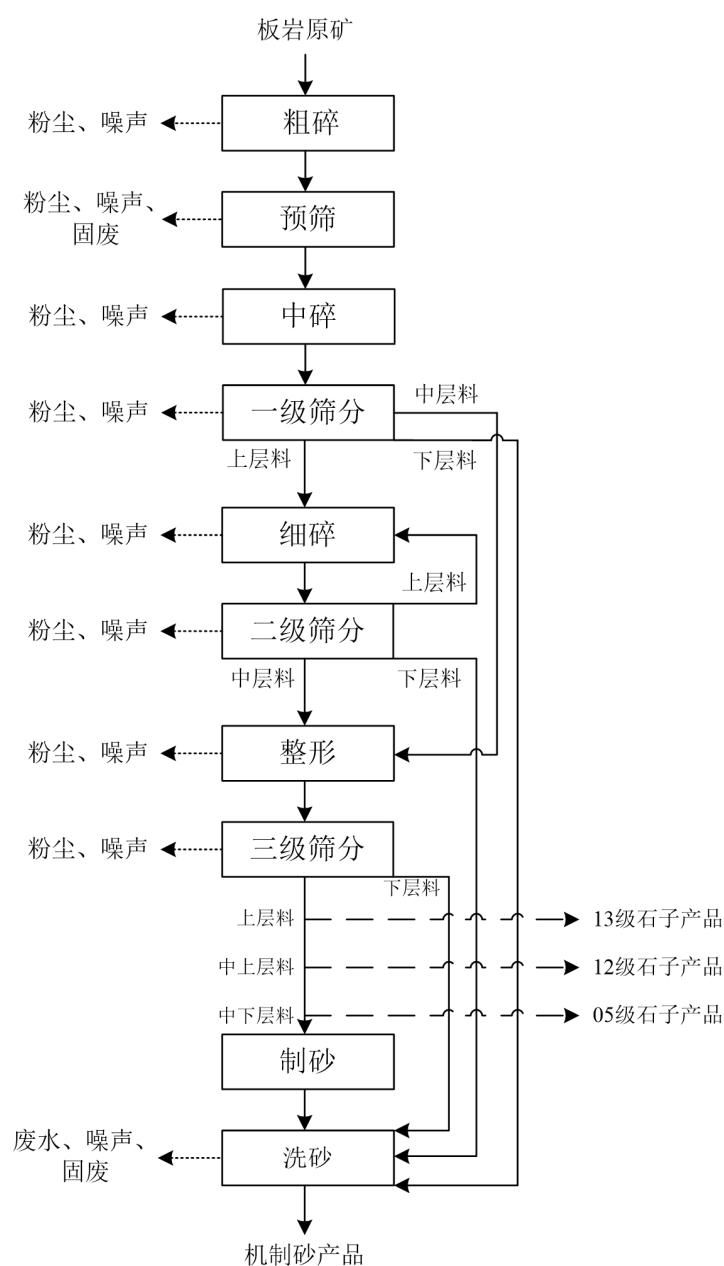 板岩原矿
粉尘、噪声
粗碎
粉尘、噪声、
固废
预筛
粉尘、噪声
中碎
中层料
粉尘、噪声
一级筛分
上层料
下层料
粉尘、噪声
细碎
上层料
粉尘、噪声
二级筛分
中层料
下层料
粉尘、噪声
整形
粉尘、噪声
三级筛分
下层料
上层料
13级石子产品
中上层料
12级石子产品
中下层料
05级石子产品
制砂
废水、噪声、
固废
洗砂
机制砂产品